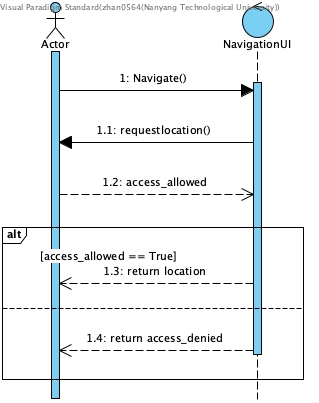 Visual Paradigm Standard(zhan0564(Nanyang Technological University))
Actor
NavigationUI
1: Navigate()
1.1: requestlocation()
1.2: access_allowed
alt
[access_allowed == True]
1.3: return location
1.4: return access_denied